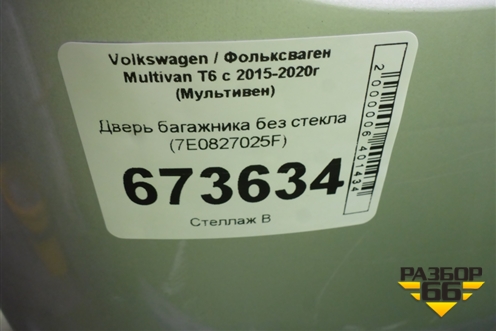 Volkswagen / Фольксваген
Multivan T6 с 2015-2020г
(Мультивен)
Дверь багажника без стекла
(7E0827025F)
673634
Стеллаж В
2000006401434
РАЗБОР
66